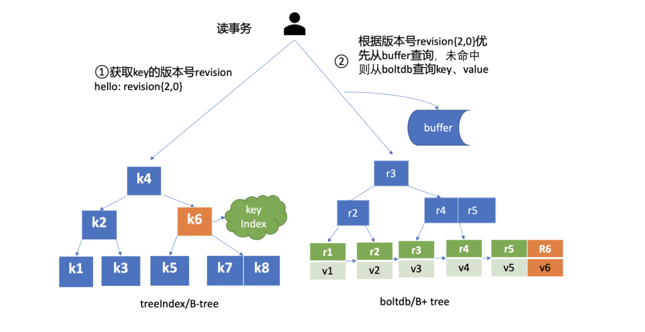 读事务
①获取key的版本号revision
hello: revision{2,0}
②
根据版本号revision{2,0}优
先从buffer查询，未命中
则从boltdb查询key、value
buffer
k4
k2
k6
key
Index
k1
k3
k5
k7
k8
treeIndex/B-tree
r3
r2
r4
r5
r1
r2
r3
r4
r5
R6
v1
v2
v3
v4
v5
v6
boltdb/B+ tree